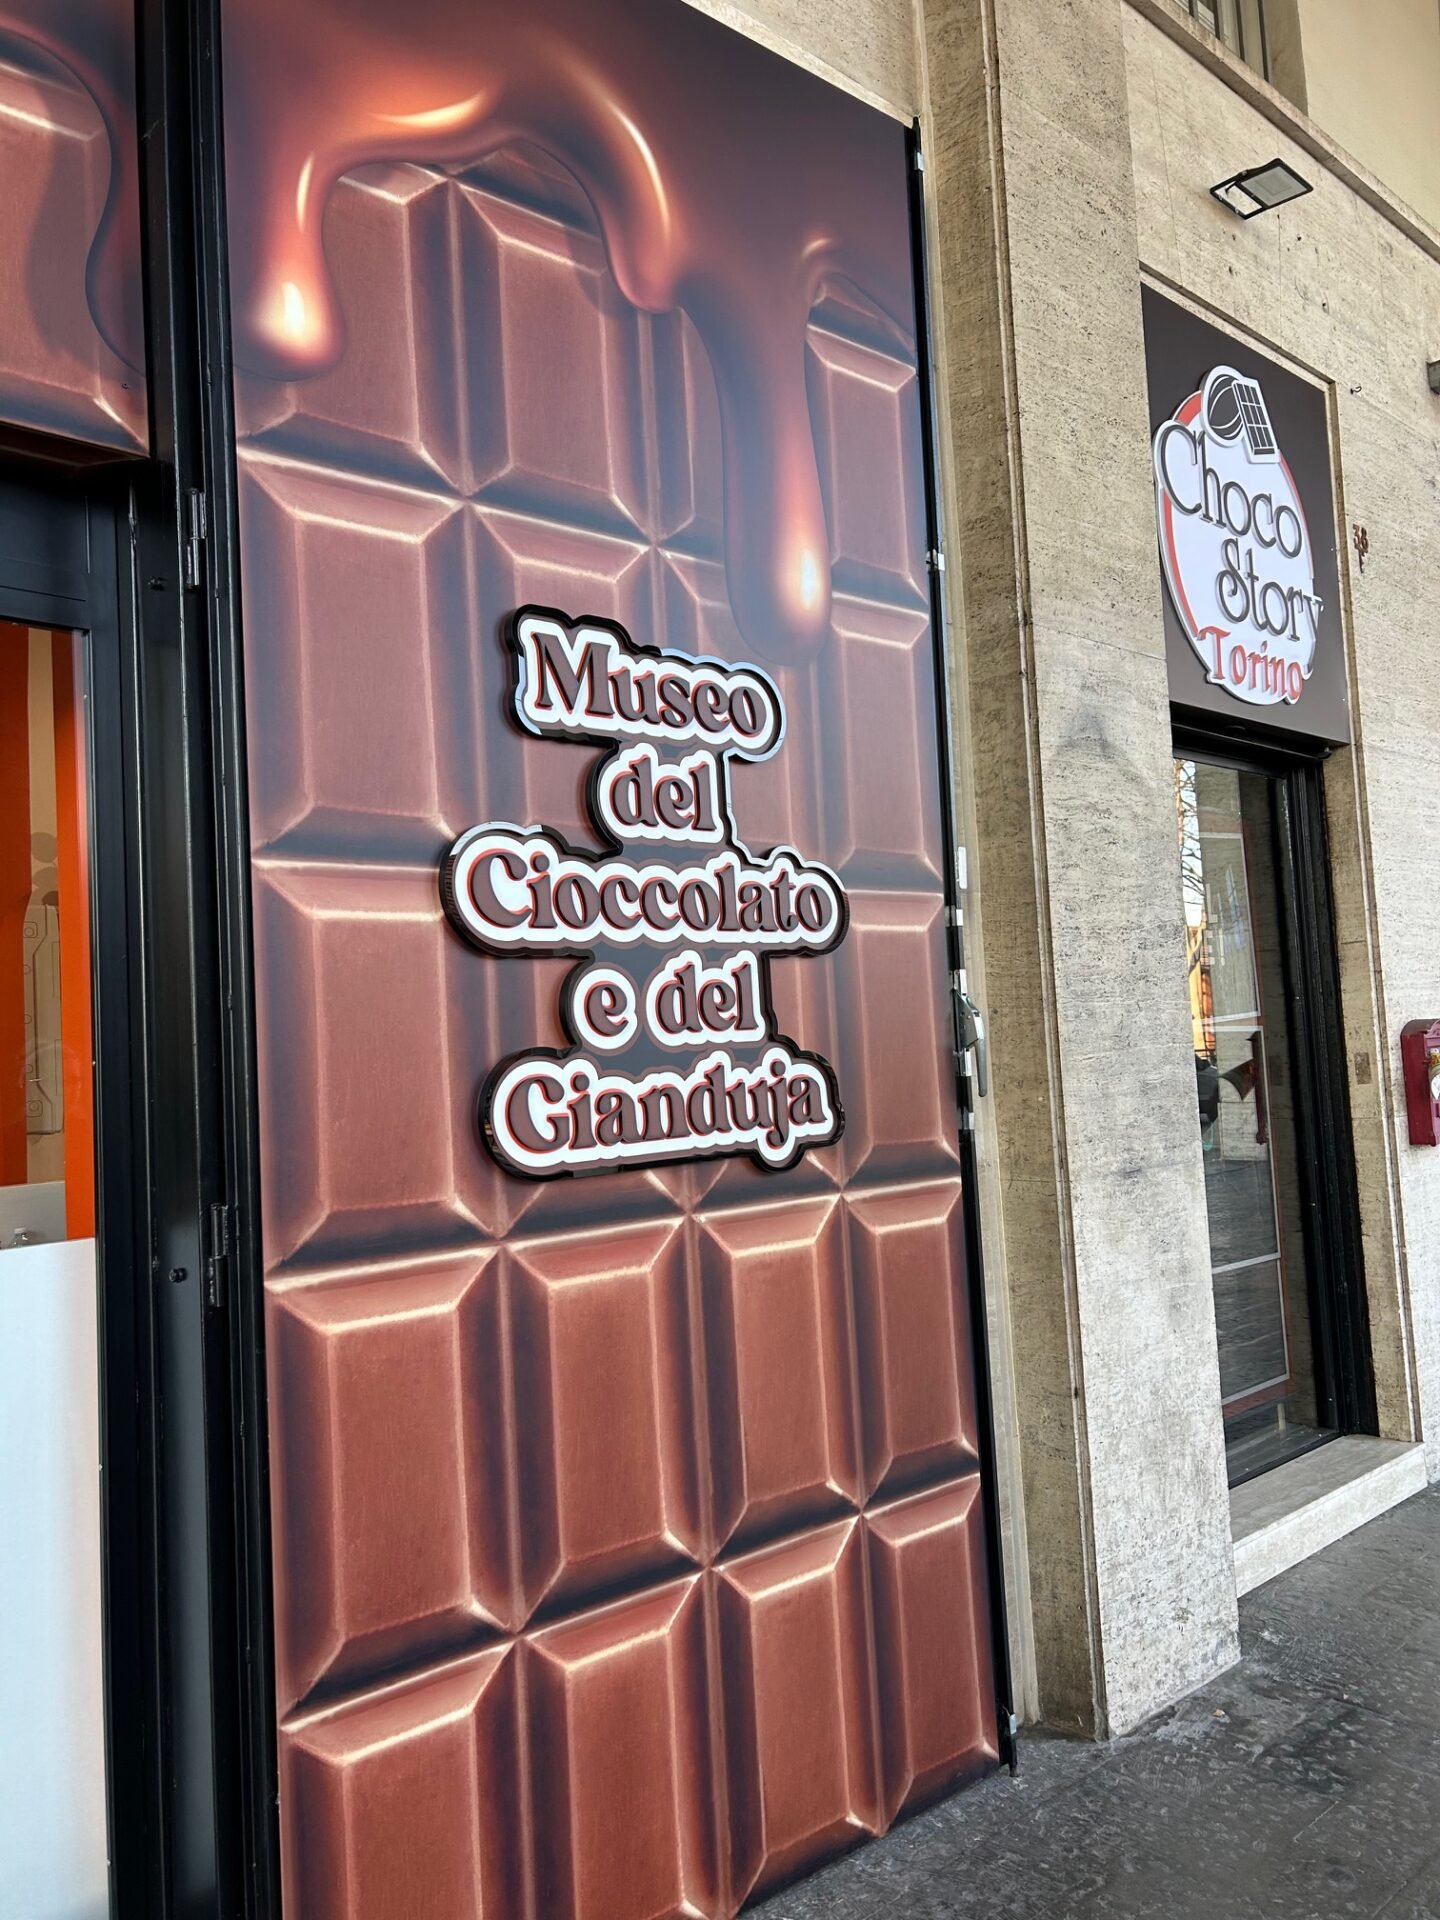 Museo
del
Cioccolato
e del
Gianduja
Choco
Story
Torino